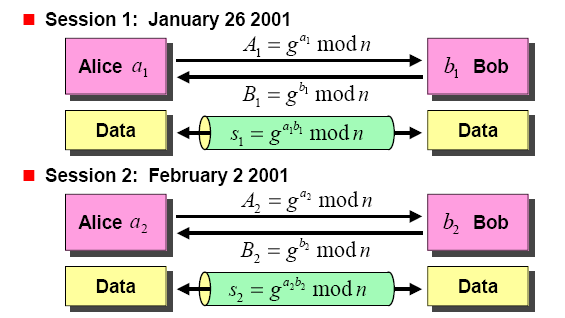 Session 1: January 26 2001
A₁ = g^{a₁} mod n
Alice a₁
b₁ Bob
B₁ = g^{b₁} mod n
Data
s₁ = g^{a₁b₁} mod n
Data
Session 2: February 2 2001
A₂ = g^{a₂} mod n
Alice a₂
b₂ Bob
B₂ = g^{b₂} mod n
Data
s₂ = g^{a₂b₂} mod n
Data